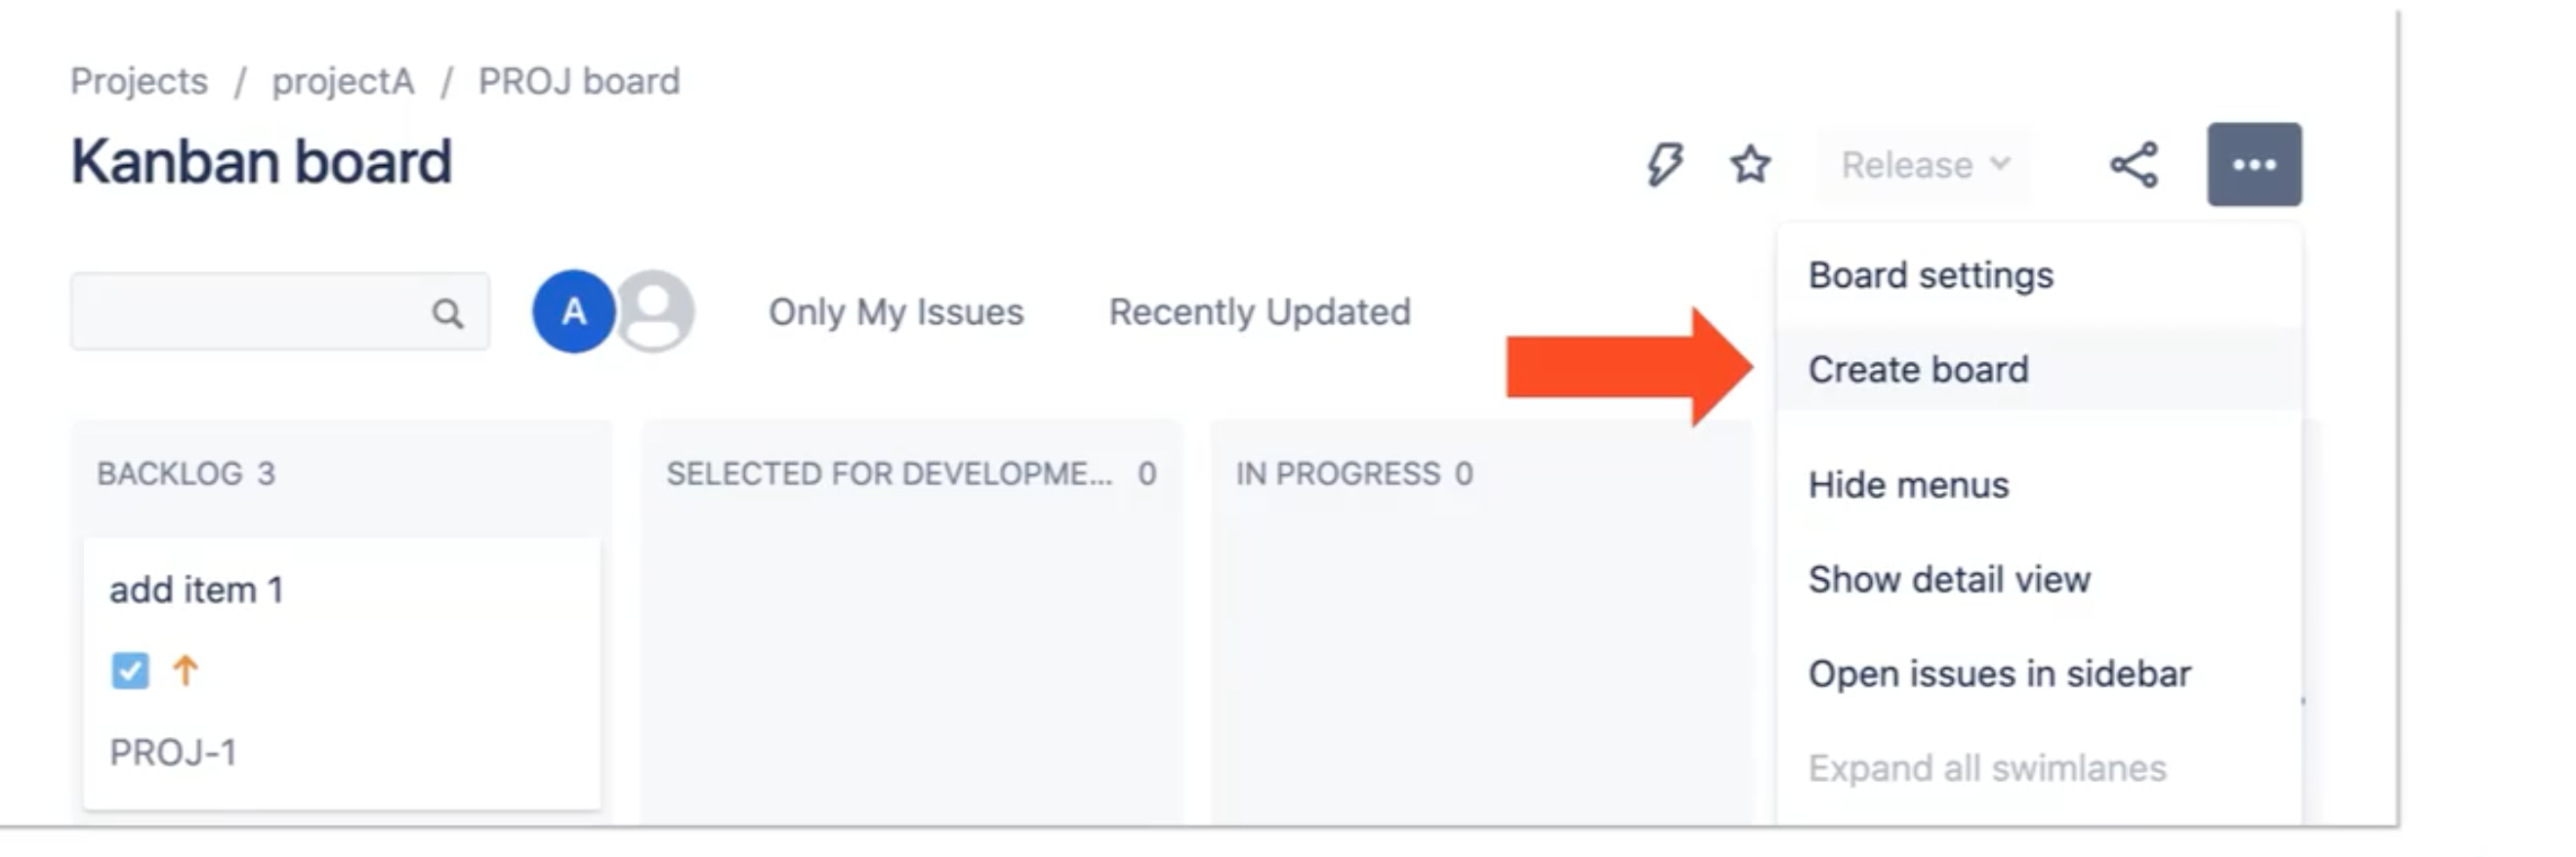 Projects / projectA / PROJ board
Kanban board
Release
A
Only My Issues
Recently Updated
Board settings
Create board
Hide menus
Show detail view
Open issues in sidebar
Expand all swimlanes
BACKLOG 3
SELECTED FOR DEVELOPME... 0
IN PROGRESS 0
add item 1
PROJ-1